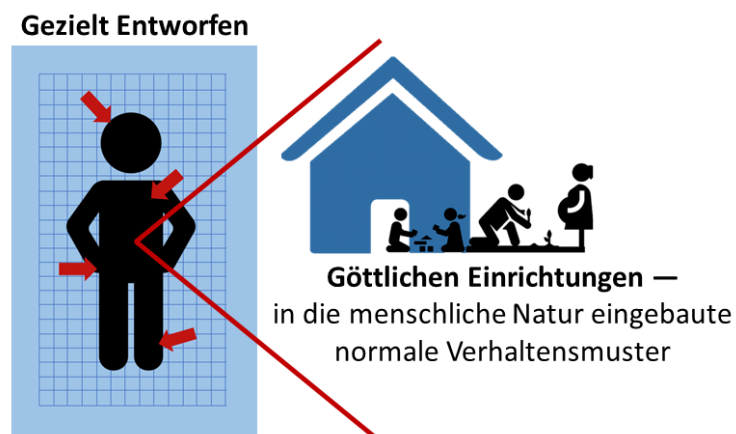 Gezielt Entworfen
Göttlichen Einrichtungen —
in die menschliche Natur eingebaute
normale Verhaltensmuster